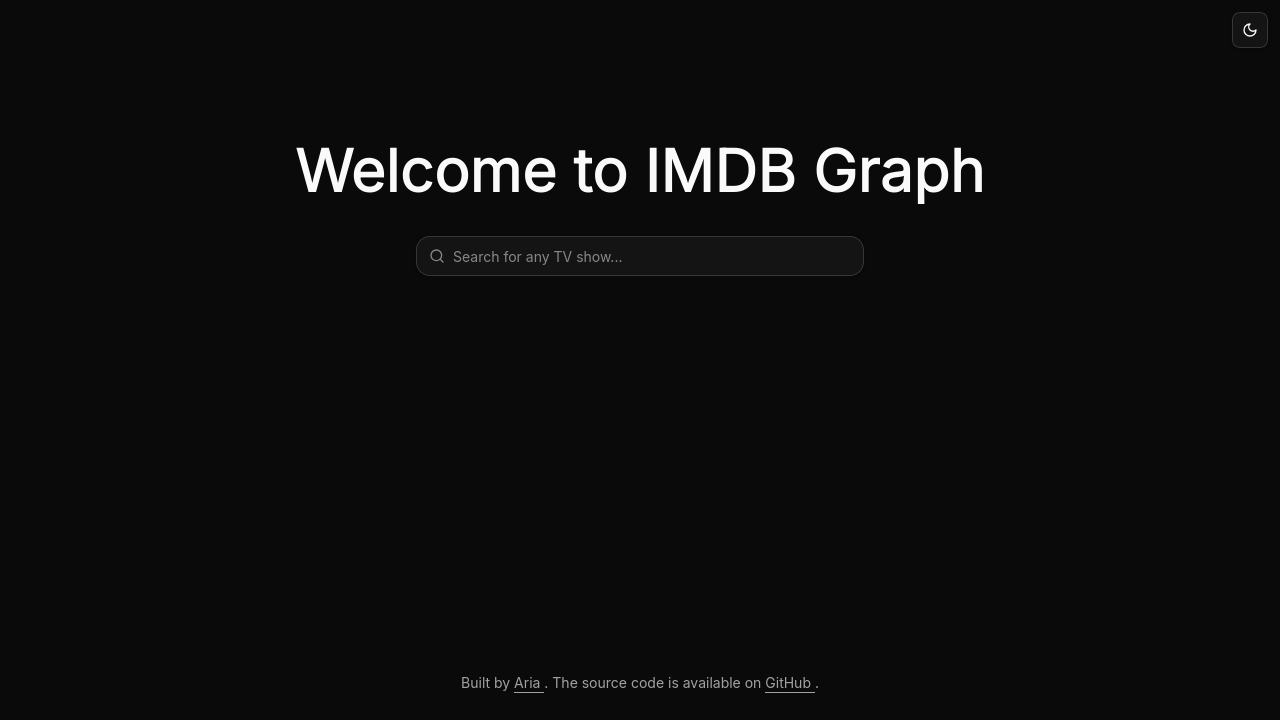 Welcome to IMDB Graph
Search for any TV show...
Built by Aria . The source code is available on GitHub .